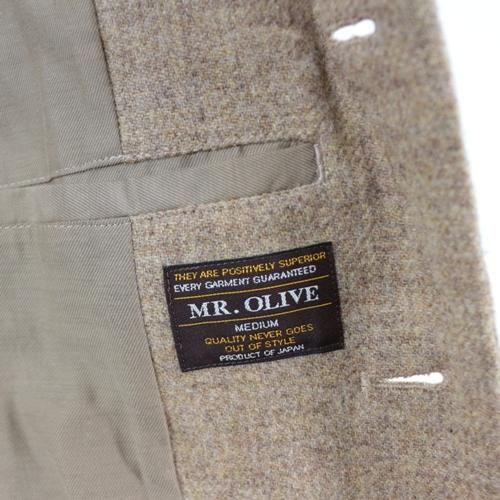 THEY ARE POSITIVELY SUPERIOR
EVERY GARMENT GUARANTEED
MR. OLIVE
MEDIUM
QUALITY NEVER GOES
OUT OF STYLE
PRODUCT OF JAPAN